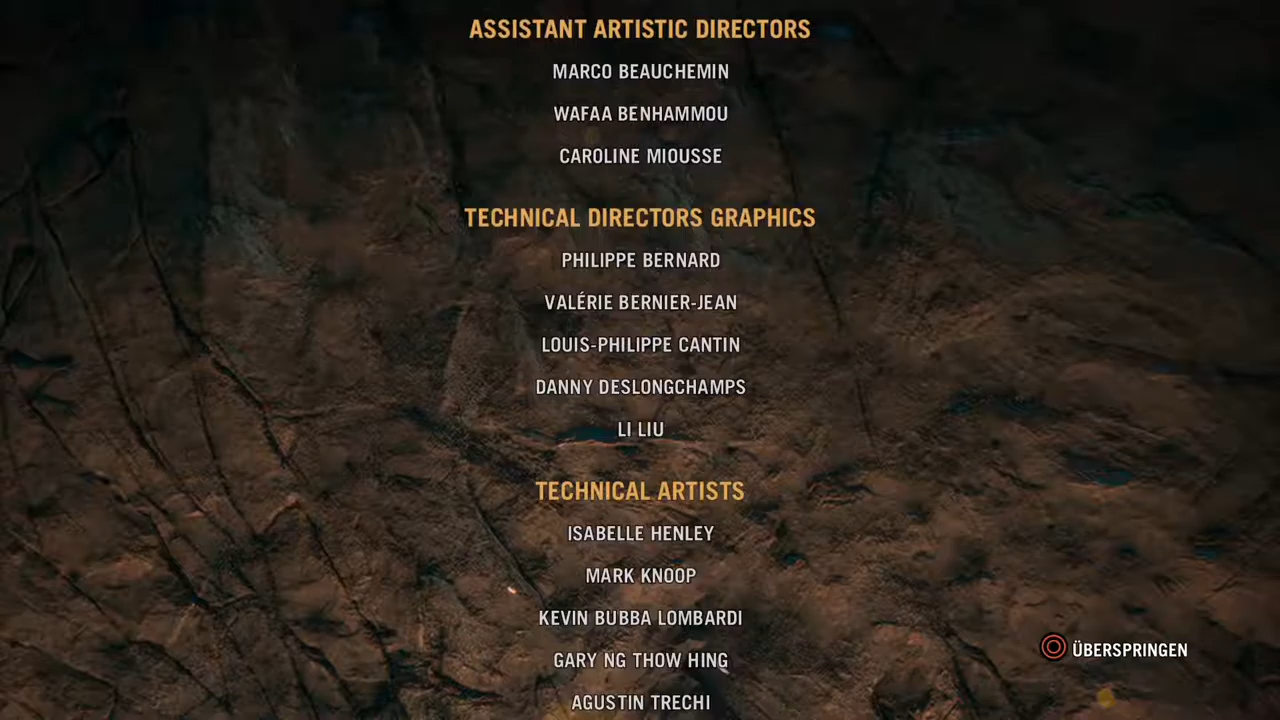 ASSISTANT ARTISTIC DIRECTORS
MARCO BEAUCHEMIN
WAFAA BENHAMMOU
CAROLINE MIOUSSE
TECHNICAL DIRECTORS GRAPHICS
PHILIPPE BERNARD
VALÉRIE BERNIER-JEAN
LOUIS-PHILIPPE CANTIN
DANNY DESLONGCHAMPS
LI LIU
TECHNICAL ARTISTS
ISABELLE HENLEY
MARK KNOOP
KEVIN BUBBA LOMBARDI
ÜBERSPRINGEN
GARY NG THOW HING
AGUSTIN TRECHI